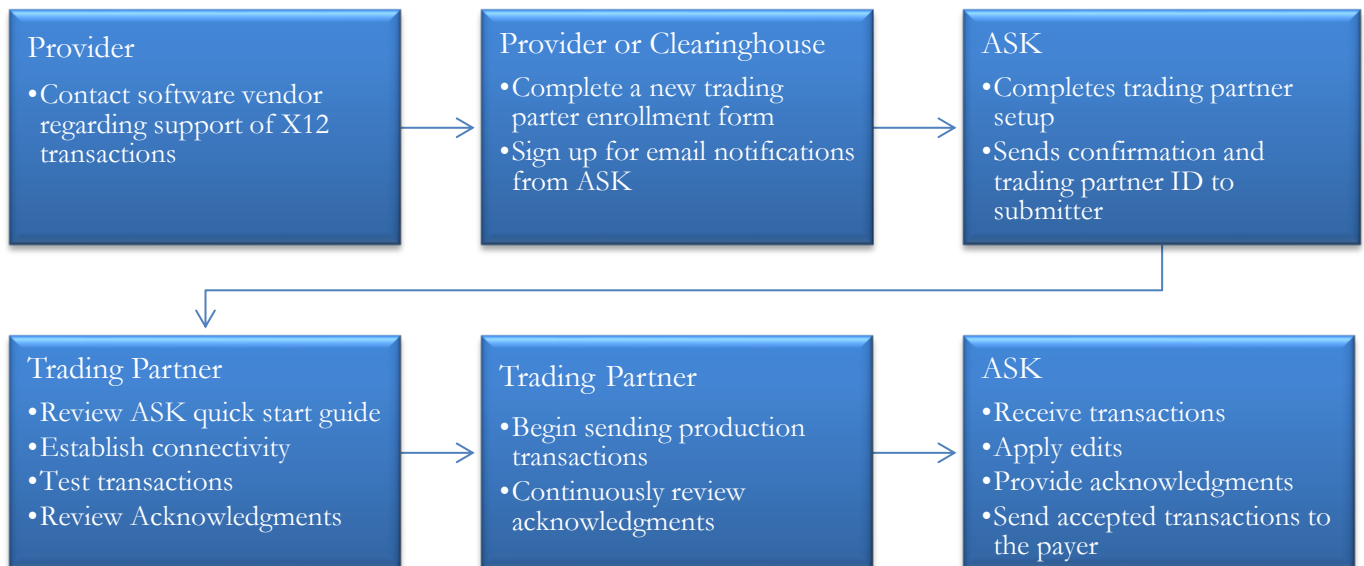 Provider
•Contact software vendor
regarding support of X12
transactions
Provider or Clearinghouse
•Complete a new trading
parter enrollment form
•Sign up for email notifications
from ASK
ASK
•Completes trading partner
setup
•Sends confirmation and
trading partner ID to
submitter
Trading Partner
•Review ASK quick start guide
•Establish connectivity
•Test transactions
•Review Acknowledgments
Trading Partner
•Begin sending production
transactions
•Continuously review
acknowledgments
ASK
•Receive transactions
•Apply edits
•Provide acknowledgments
•Send accepted transactions to
the payer